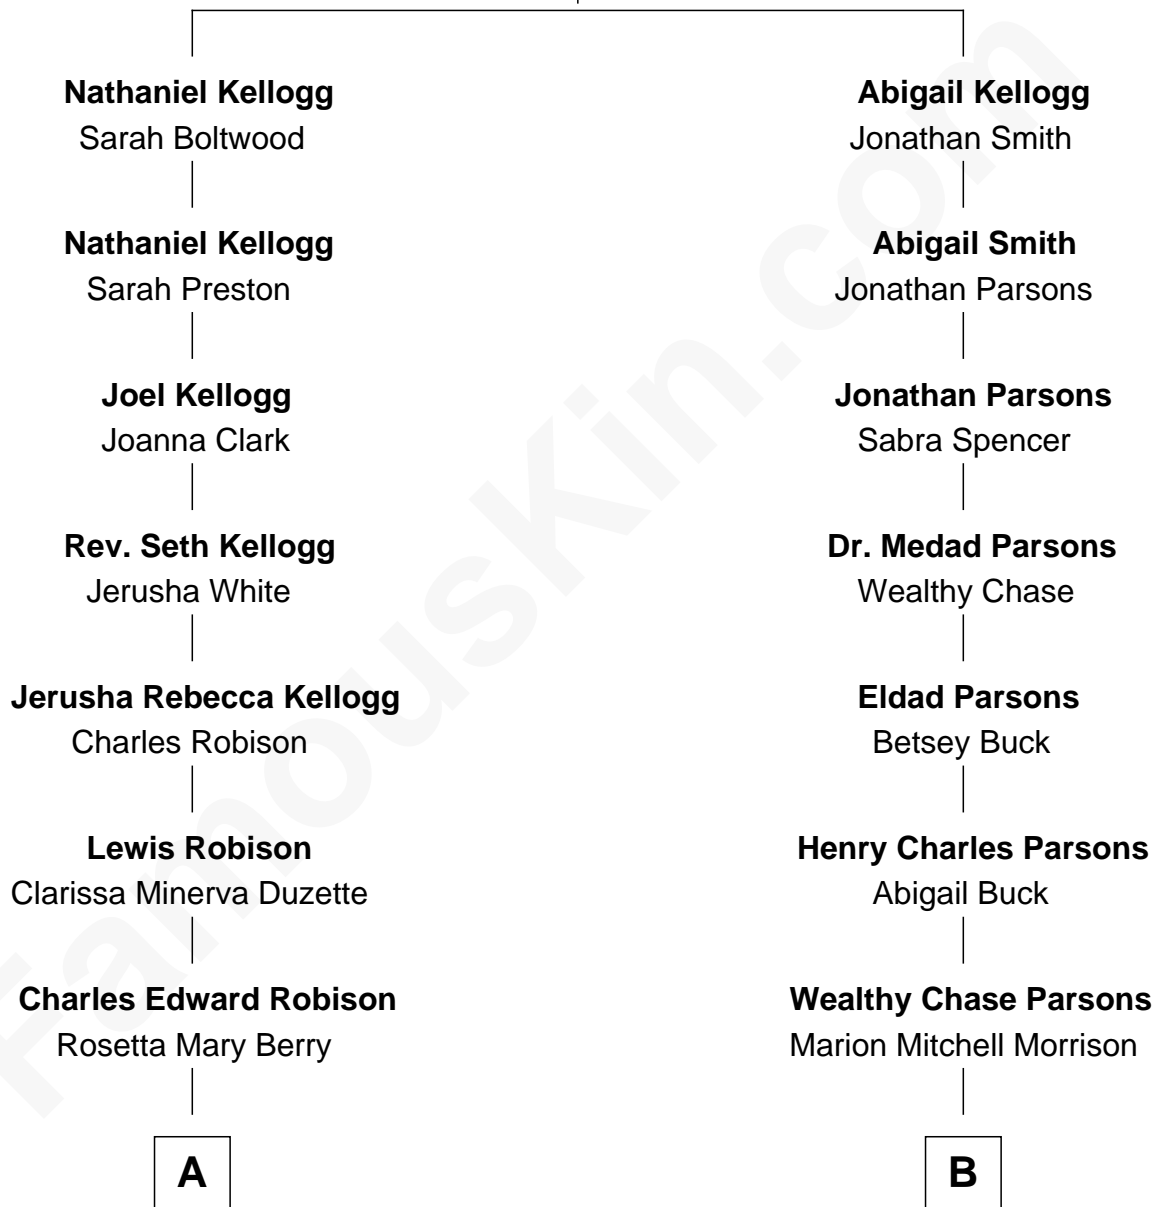 Nathaniel Kellogg
Sarah Boltwood
Nathaniel Kellogg
Sarah Preston
Joel Kellogg
Joanna Clark
Rev. Seth Kellogg
Jerusha White
Jerusha Rebecca Kellogg
Charles Robison
Lewis Robison
Clarissa Minerva Duzette
Charles Edward Robison
Rosetta Mary Berry
A
Abigail Kellogg
Jonathan Smith
Abigail Smith
Jonathan Parsons
Jonathan Parsons
Sabra Spencer
Dr. Medad Parsons
Wealthy Chase
Eldad Parsons
Betsey Buck
Henry Charles Parsons
Abigail Buck
Wealthy Chase Parsons
Marion Mitchell Morrison
B
FamousKin.com